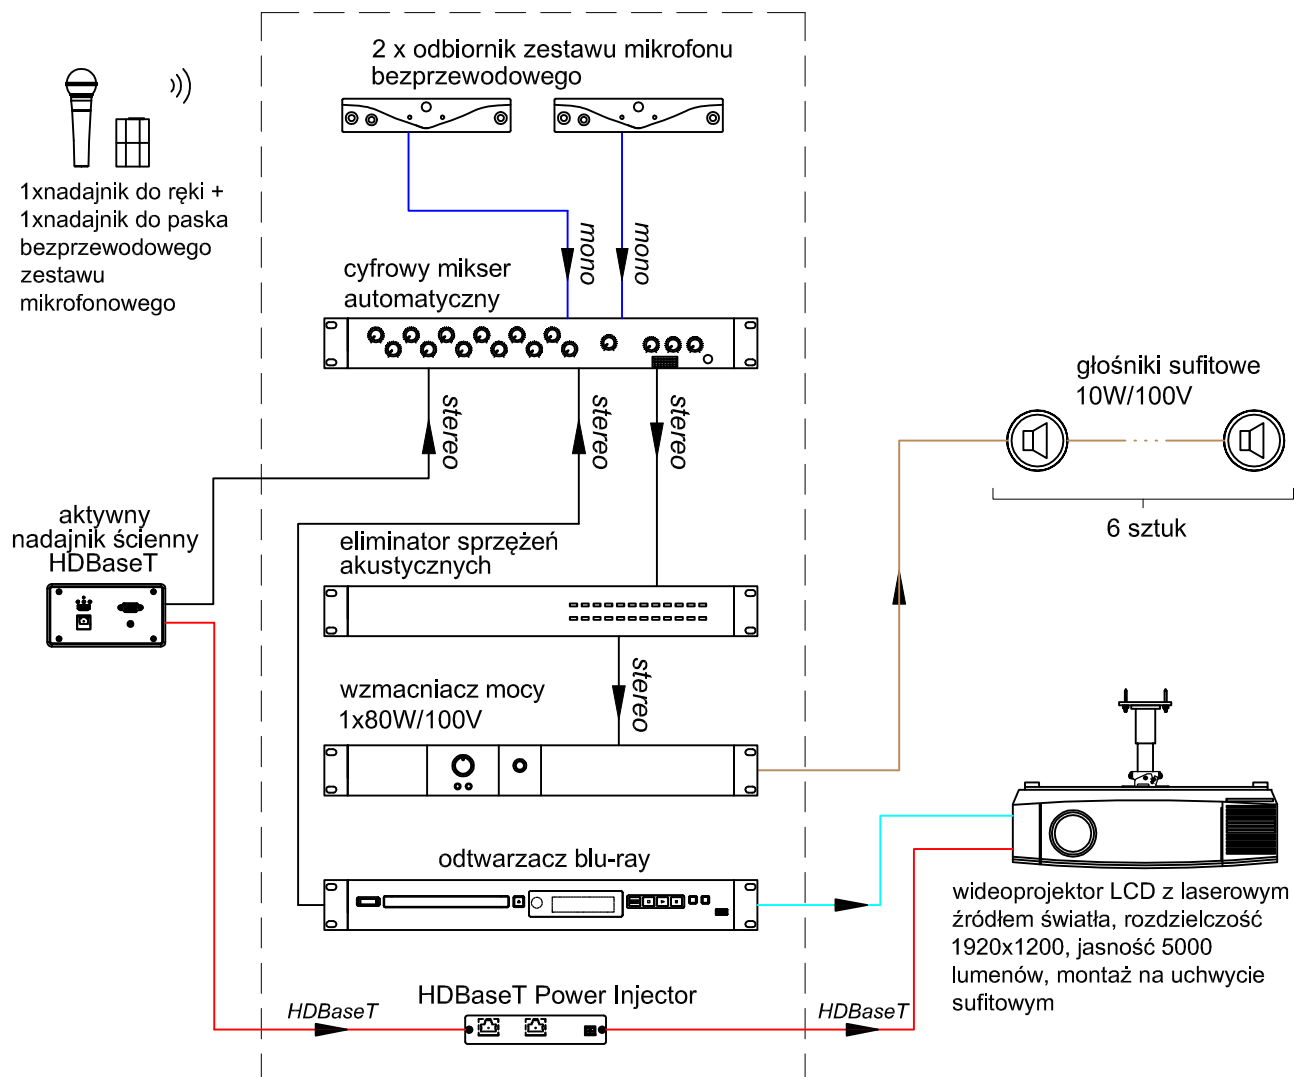 2 x odbiornik zestawu mikrofonu
bezprzewodowego
1xnadajnik do ręki +
1xnadajnik do paska
bezprzewodowego
zestawu
mikrofonowego
mono
mono
cyfrowy mikser
automatyczny
stereo
stereo
stereo
głośniki sufitowe
10W/100V
6 sztuk
aktywny
nadajnik ścienny
HDBaseT
eliminator sprzężeń
akustycznych
stereo
wzmacniacz mocy
1x80W/100V
odtwarzacz blu-ray
wideoprojektor LCD z laserowym
źródłem światła, rozdzielczość
1920x1200, jasność 5000
lumenów, montaż na uchwycie
sufitowym
HDBaseT Power Injector
HDBaseT
HDBaseT